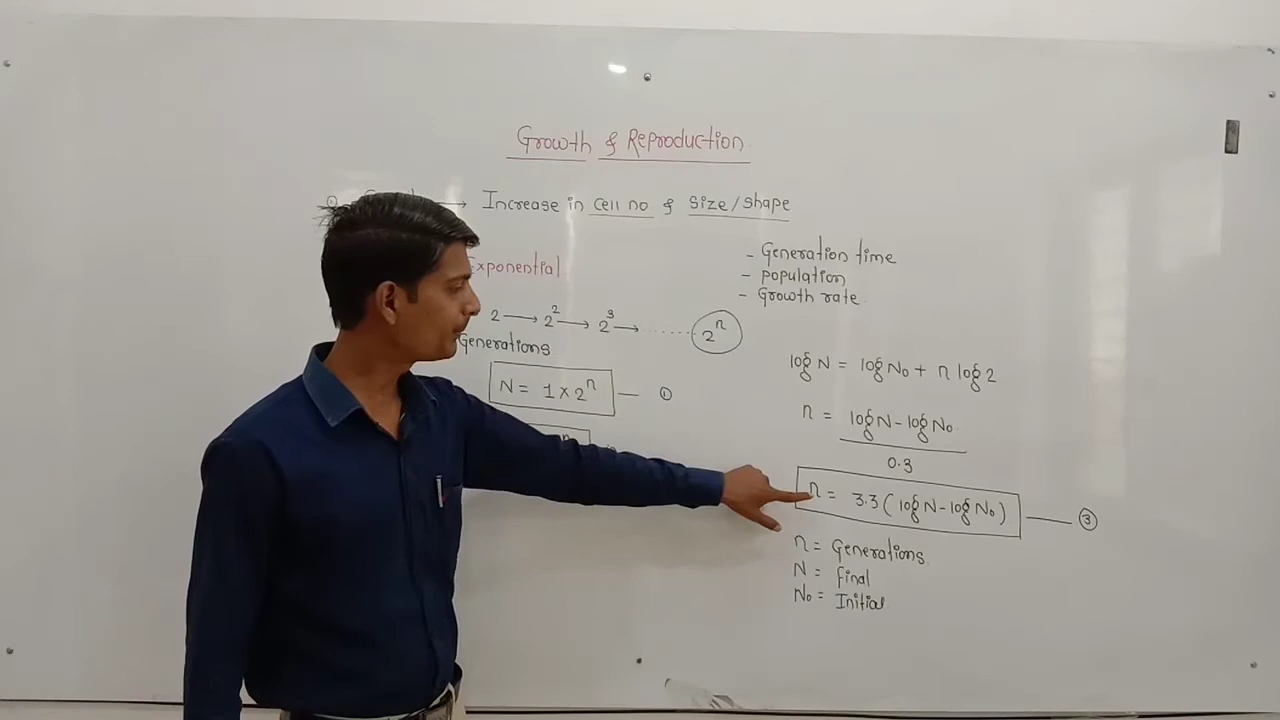 Growth & Reproduction
→ Increase in cell no & size/shape
Exponential
2 → 2² → 2³ → ....... 2ⁿ
Generations
N = 1 × 2ⁿ — ①
- Generation time
- population
- Growth rate
log N = log N₀ + n log 2
n = log N - log N₀
0.3
n = 3.3 ( log N - log N₀ ) — ③
n = Generations
N = final
N₀ = Initial